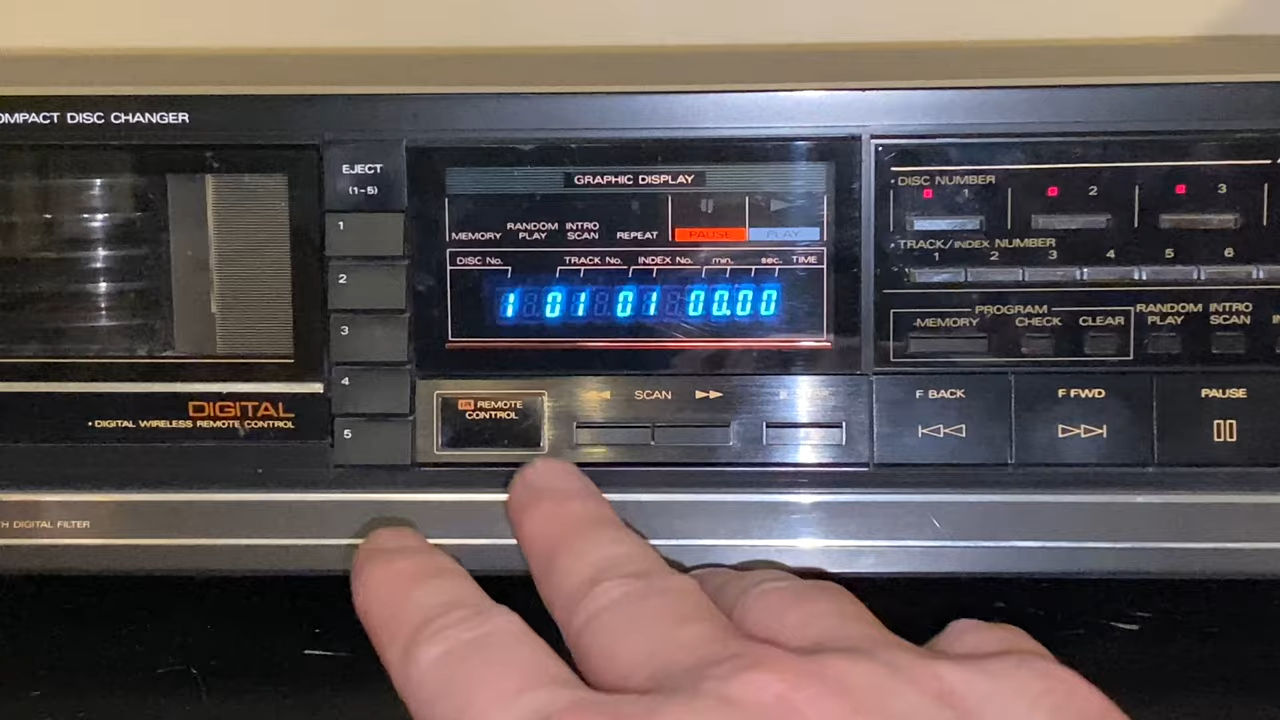 OMPACT DISC CHANGER
EJECT
(1-5)
1
2
3
4
5
DIGITAL
• DIGITAL WIRELESS REMOTE CONTROL
TH DIGITAL FILTER
GRAPHIC DISPLAY
MEMORY RANDOM PLAY INTRO SCAN REPEAT PAUSE PLAY
DISC No. TRACK No. INDEX No. min. sec. TIME
1 01 01 00.00
REMOTE
CONTROL
SCAN
• DISC NUMBER
1 2 3
• TRACK/INDEX NUMBER
1 2 3 4 5 6
PROGRAM
MEMORY CHECK CLEAR
RANDOM
PLAY
INTRO
SCAN
F BACK F FWD PAUSE